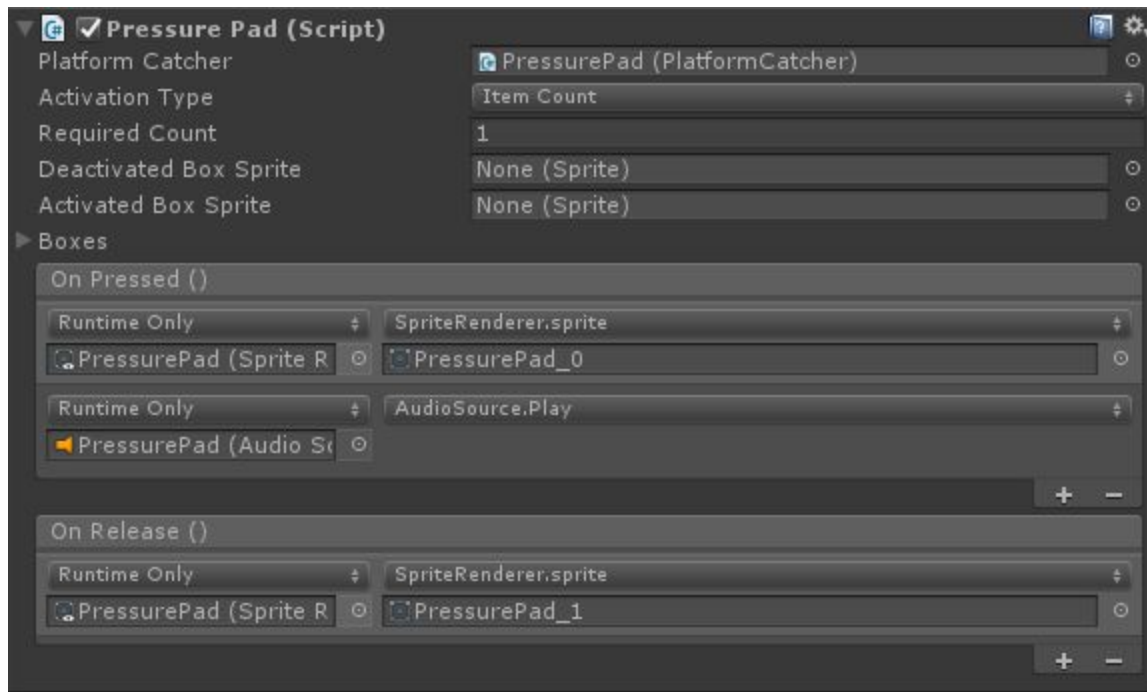 Pressure Pad (Script)
Platform Catcher PressurePad (PlatformCatcher)
Activation Type Item Count
Required Count 1
Deactivated Box Sprite None (Sprite)
Activated Box Sprite None (Sprite)
Boxes
On Pressed ()
Runtime Only SpriteRenderer.sprite
PressurePad (Sprite R PressurePad_0
Runtime Only AudioSource.Play
PressurePad (Audio So
+ −
On Release ()
Runtime Only SpriteRenderer.sprite
PressurePad (Sprite R PressurePad_1
+ −